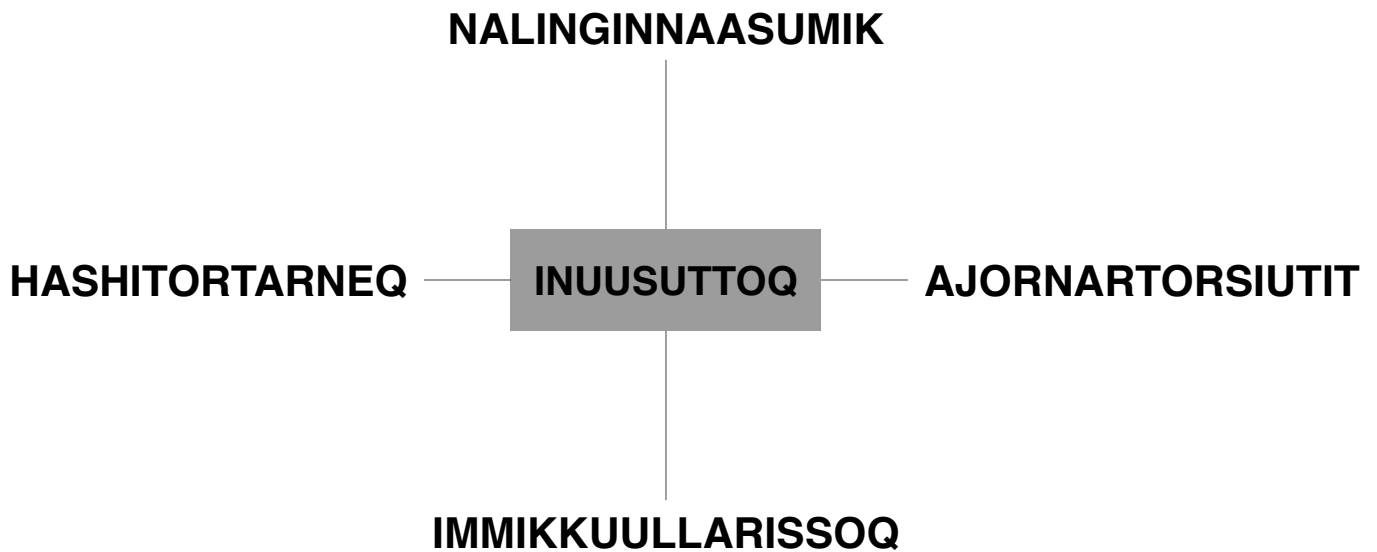 NALINGINNAASUMIK
HASHITORTARNEQ
INUUSUTTOQ
AJORNARTORSIUTIT
IMMIKKUULLARISSOQ